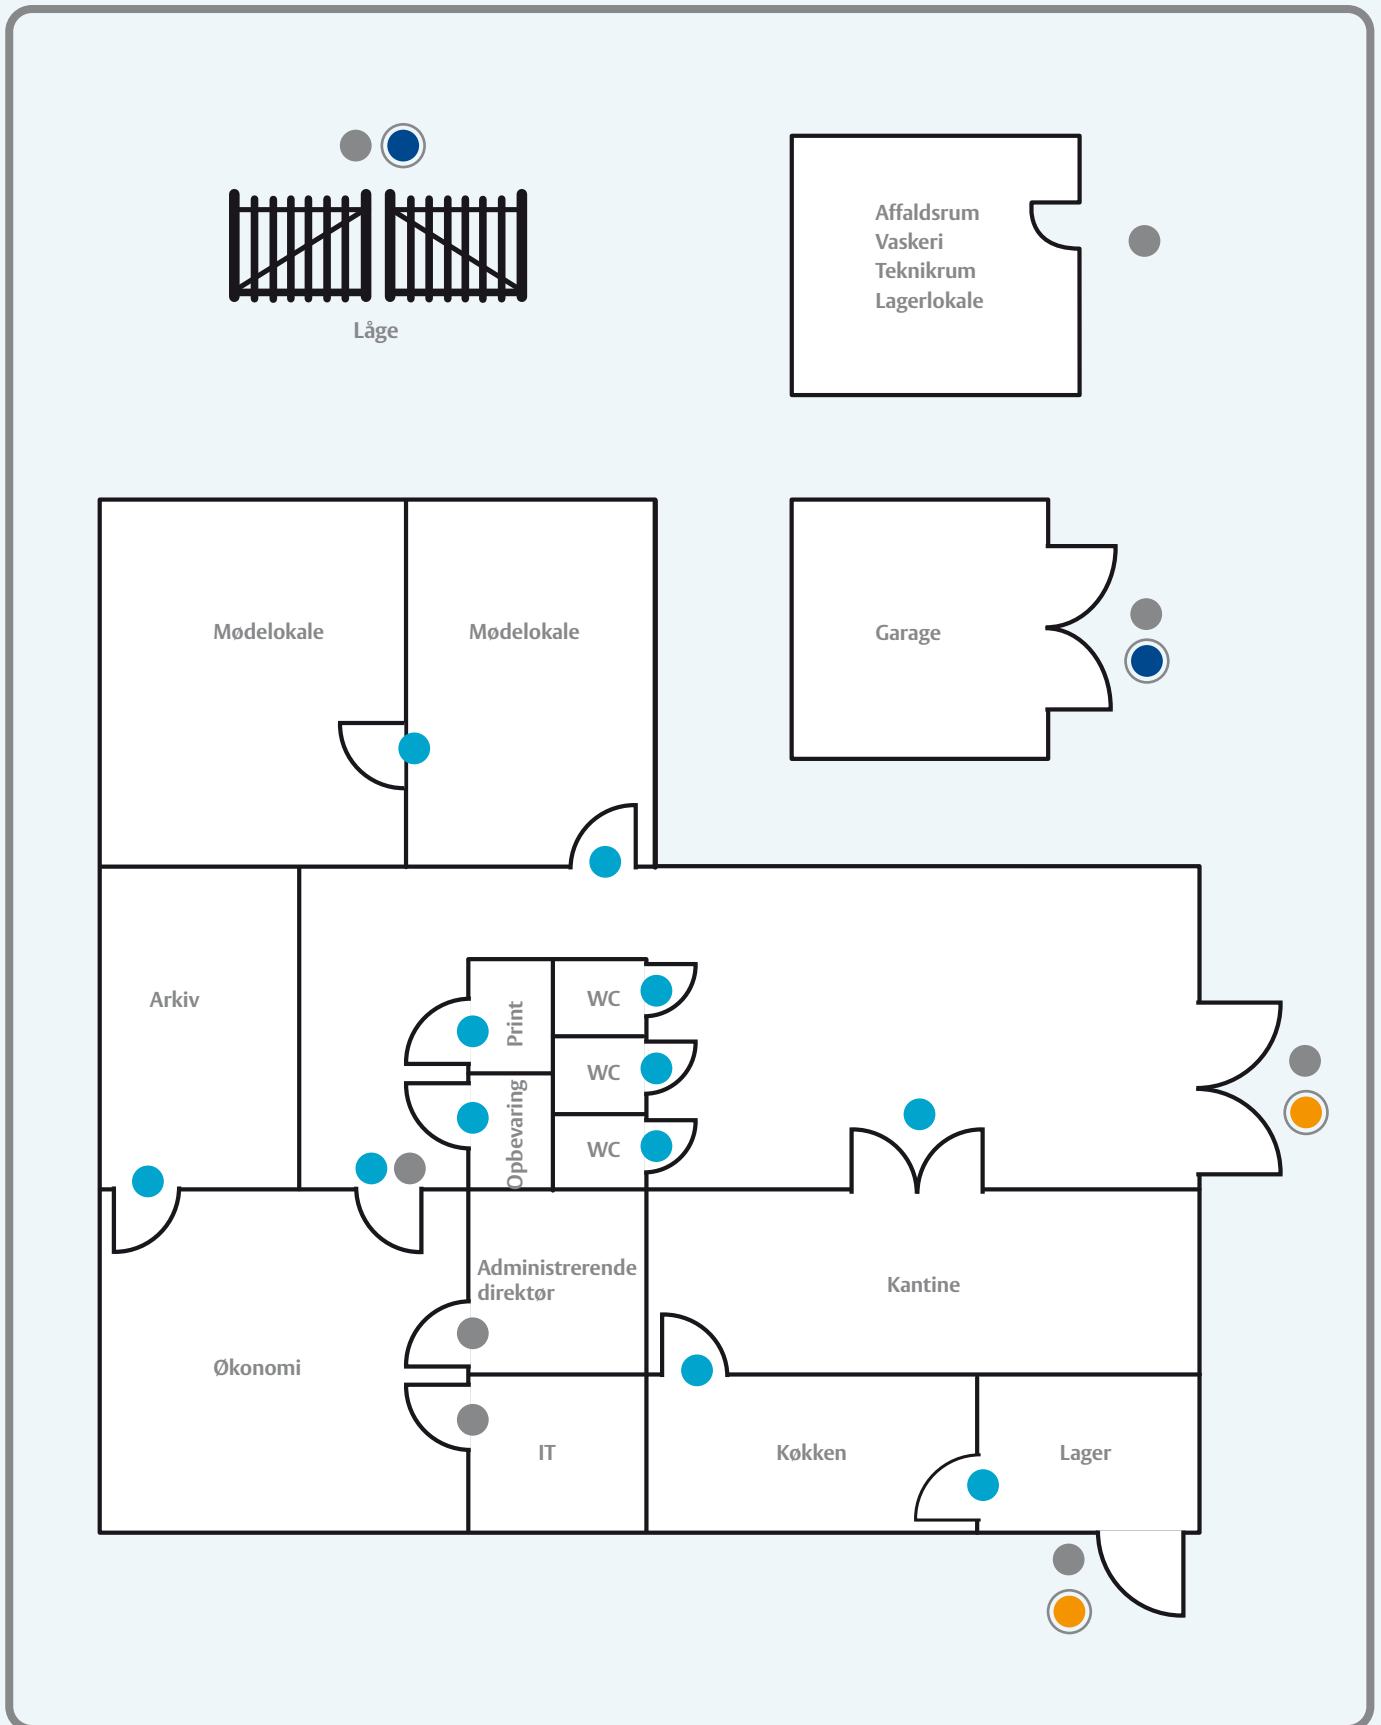 Låge
Affaldsrum
Vaskeri
Teknikrum
Lagerlokale
Mødelokale
Mødelokale
Garage
Arkiv
Print
WC
WC
Opbevaring
WC
Administrerende
direktør
Kantine
Økonomi
IT
Køkken
Lager